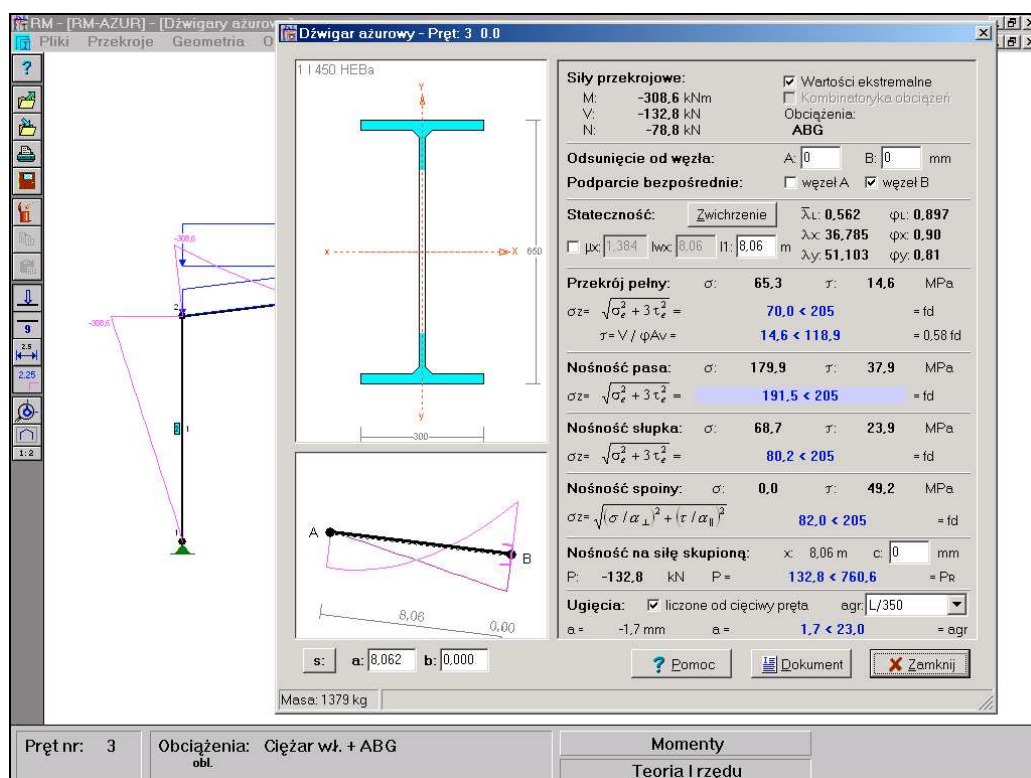 RM - [RM-AZUR] - [Dźwigary ażurowe]
Pliki Przekroje Geometria O
Dźwigar ażurowy - Pręt: 3 0.0
1 I 450 HEBa
Y
x
X
650
Y
300
Siły przekrojowe:
M: -308,6 kNm
V: -132,8 kN
N: -78,8 kN
Wartości ekstremalne
Kombinatoryka obciążeń
Obciążenia:
ABG
Odsunięcie od węzła: A: 0 B: 0 mm
Podparcie bezpośrednie: węzeł A węzeł B
Stateczność: Zwichrzenie λ̅L: 0,562 φL: 0,897
λx: 36,785 φx: 0,90
μx: 1,384 lwx: 8,06 l1: 8,06 m
λy: 51,103 φy: 0,81
Przekrój pełny: σ: 65,3 τ: 14,6 MPa
σz= √σe² + 3τe² = 70,0 < 205 = fd
τ= V / φAv = 14,6 < 118,9 = 0,58 fd
Nośność pasa: σ: 179,9 τ: 37,9 MPa
σz= √σe² + 3τe² = 191,5 < 205 = fd
Nośność słupka: σ: 68,7 τ: 23,9 MPa
σz= √σe² + 3τe² = 80,2 < 205 = fd
Nośność spoiny: σ: 0,0 τ: 49,2 MPa
σz= √(σ / α⊥)² + (τ / α∥)² 82,0 < 205 = fd
Nośność na siłę skupioną: x: 8,06 m c: 0 mm
P: -132,8 kN P = 132,8 < 760,6 = PR
Ugięcia: liczone od cięciwy pręta agr: L/350
a = -1,7 mm a = 1,7 < 23,0 = agr
A
B
8,06
0,00
s: a: 8,062 b: 0,000
? Pomoc Dokument Zamknij
Masa: 1379 kg
-308,6
-308,6
2
1
1
?
9
2.5
2.25
1:2
Pręt nr: 3
Obciążenia: Ciężar wł. + ABG
obl.
Momenty
Teoria I rzędu